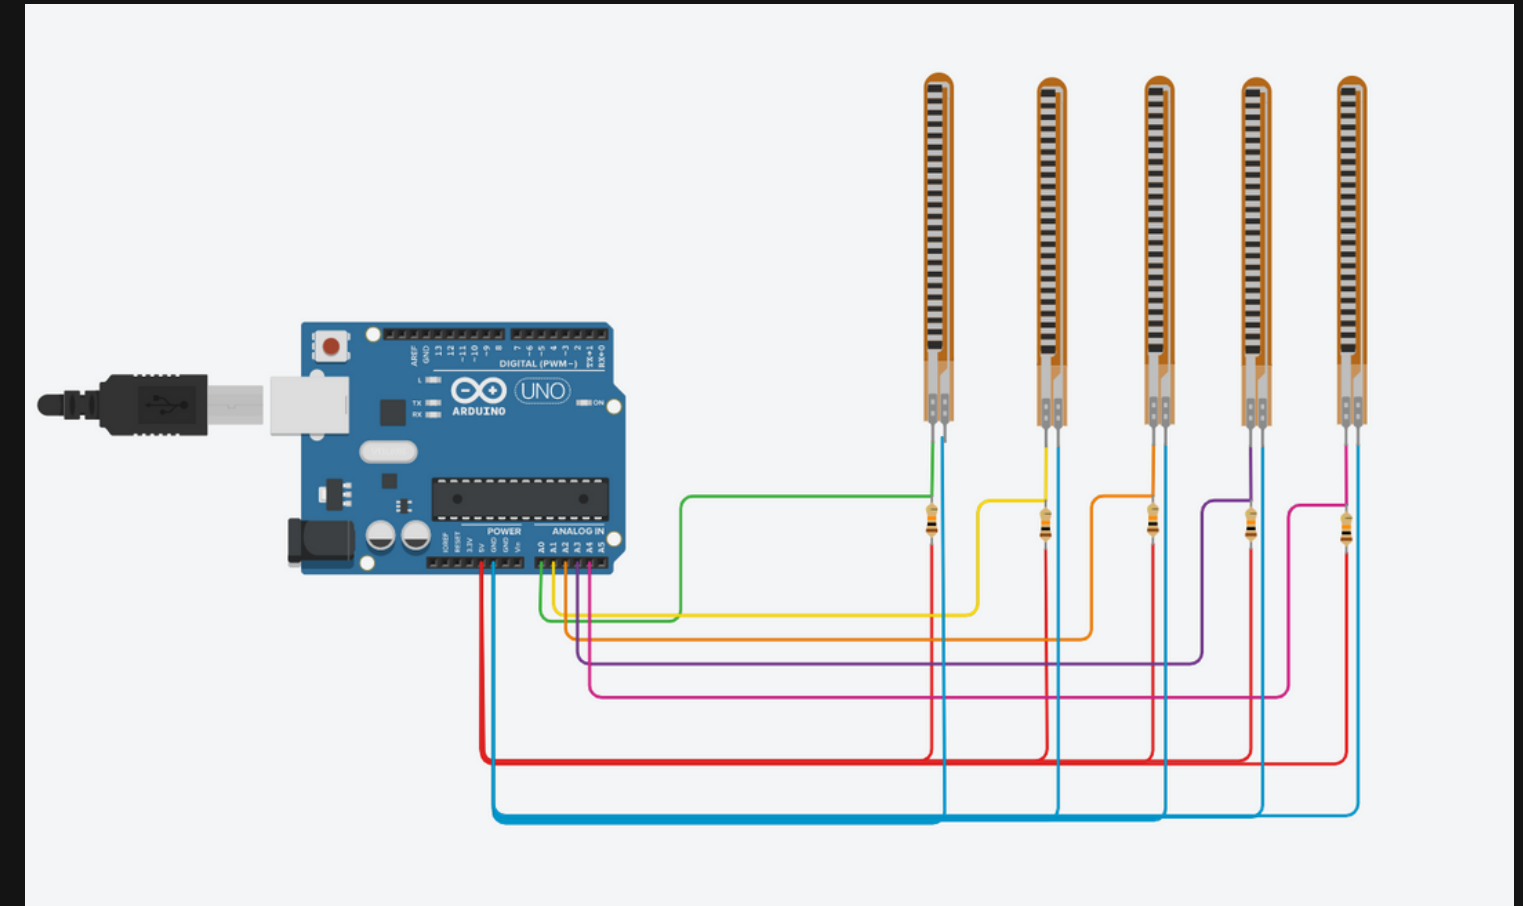 AREF
GND
13
12
~11
~10
~9
8
7
~6
~5
4
~3
2
TX→1
RX←0
DIGITAL (PWM~)
L
TX
RX
ARDUINO
UNO
ON
POWER
ANALOG IN
IOREF
RESET
3.3V
5V
GND
GND
Vin
A0
A1
A2
A3
A4
A5